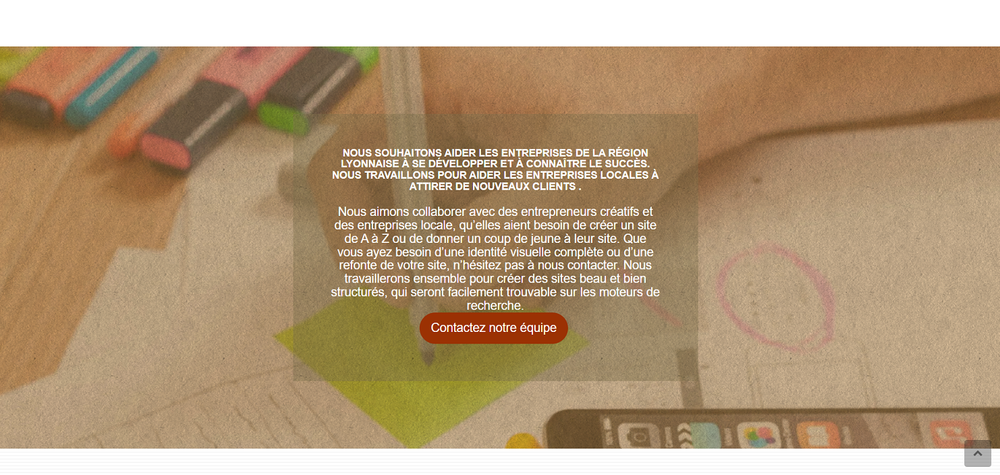 NOUS SOUHAITONS AIDER LES ENTREPRISES DE LA RÉGION
LYONNAISE À SE DÉVELOPPER ET À CONNAÎTRE LE SUCCÈS.
NOUS TRAVAILLONS POUR AIDER LES ENTREPRISES LOCALES À
ATTIRER DE NOUVEAUX CLIENTS .
Nous aimons collaborer avec des entrepreneurs créatifs et
des entreprises locale, qu’elles aient besoin de créer un site
de A à Z ou de donner un coup de jeune à leur site. Que
vous ayez besoin d’une identité visuelle complète ou d’une
refonte de votre site, n’hésitez pas à nous contacter. Nous
travaillerons ensemble pour créer des sites beau et bien
structurés, qui seront facilement trouvable sur les moteurs de
recherche.
Contactez notre équipe